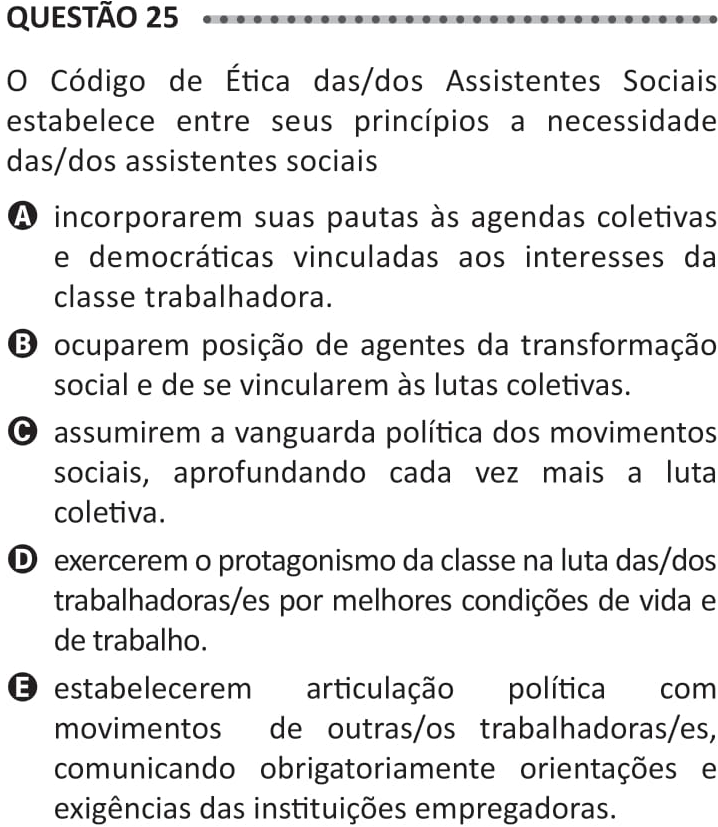 QUESTÃO 25
O Código de Ética das/dos Assistentes Sociais
estabelece entre seus princípios a necessidade
das/dos assistentes sociais
A incorporarem suas pautas às agendas coletivas
e democráticas vinculadas aos interesses da
classe trabalhadora.
B ocuparem posição de agentes da transformação
social e de se vincularem às lutas coletivas.
C assumirem a vanguarda política dos movimentos
sociais, aprofundando cada vez mais a luta
coletiva.
D exercerem o protagonismo da classe na luta das/dos
trabalhadoras/es por melhores condições de vida e
de trabalho.
E estabelecerem articulação política com
movimentos de outras/os trabalhadoras/es,
comunicando obrigatoriamente orientações e
exigências das instituições empregadoras.